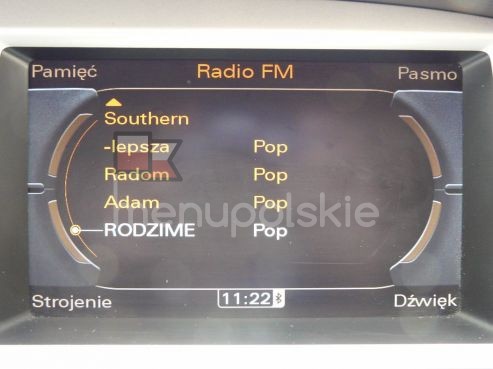 Pamięć Radio FM Pasmo
Southern
-lepsza Pop
Radom Pop
Adam Pop
menupolskie
RODZIME Pop
Strojenie 11:22 Dźwięk